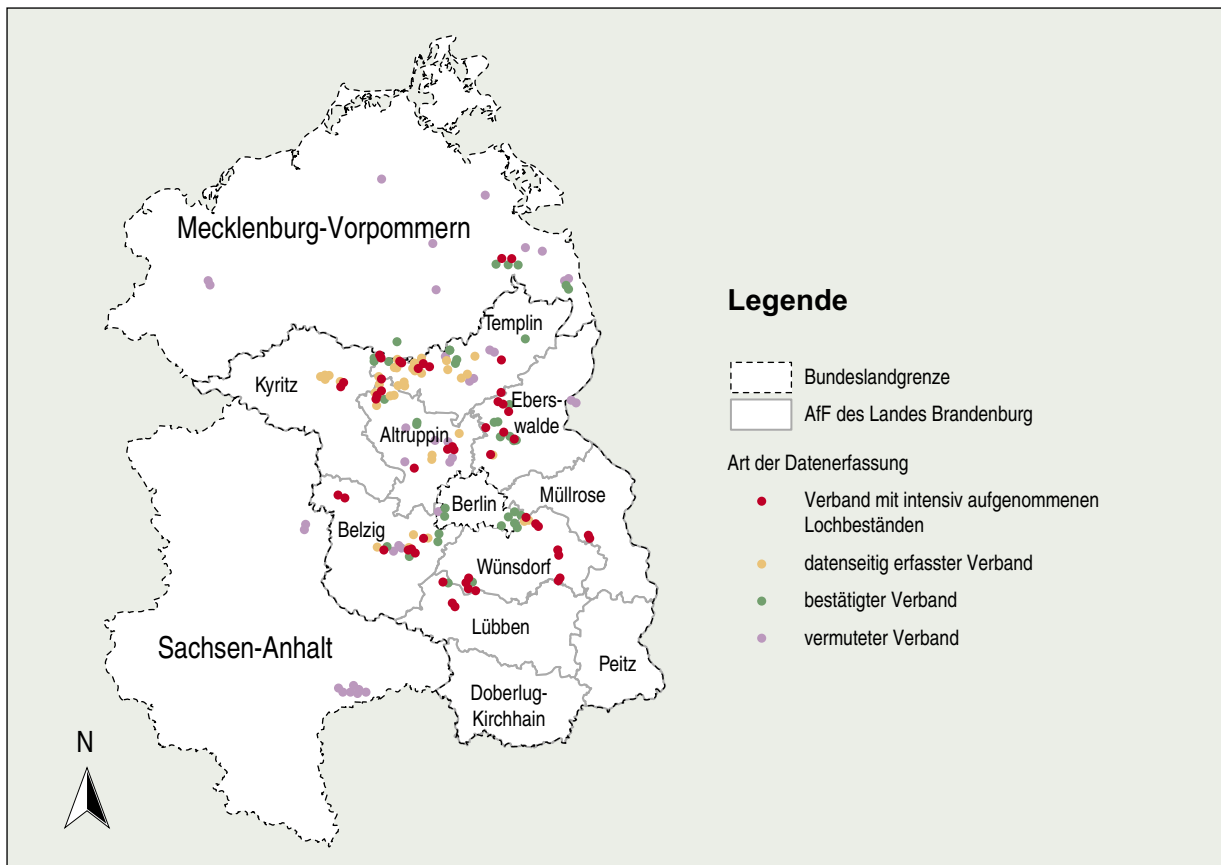 Mecklenburg-Vorpommern
Templin
Kyritz
Ebers-
walde
Altruppin
Berlin
Müllrose
Belzig
Wünsdorf
Lübben
Sachsen-Anhalt
Peitz
Doberlug-
Kirchhain
N
Legende
Bundeslandgrenze
AfF des Landes Brandenburg
Art der Datenerfassung
Verband mit intensiv aufgenommenen
Lochbeständen
datenseitig erfasster Verband
bestätigter Verband
vermuteter Verband